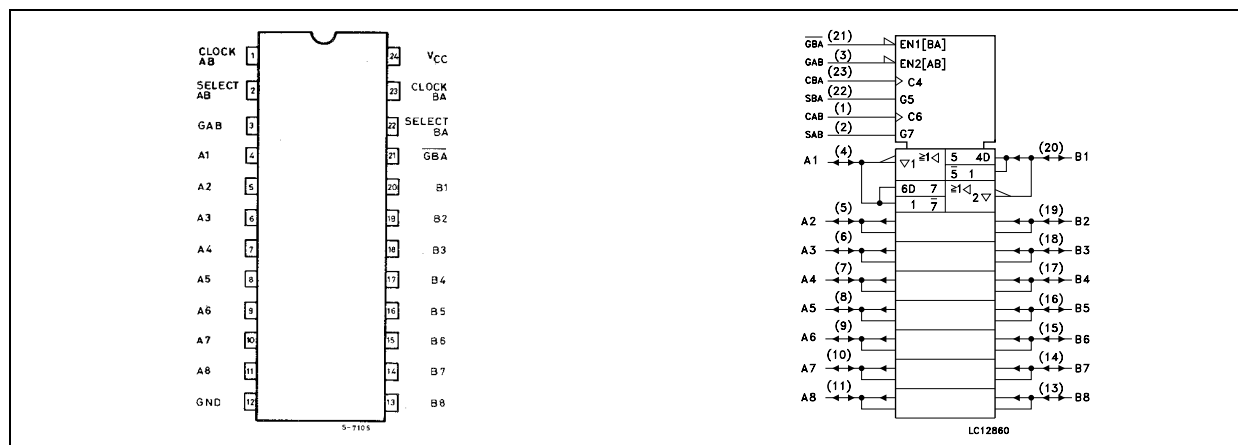 CLOCK AB 1 24 VCC
SELECT AB 2 23 CLOCK BA
GAB 3 22 SELECT BA
A1 4 21 GBA
A2 5 20 B1
A3 6 19 B2
A4 7 18 B3
A5 8 17 B4
A6 9 16 B5
A7 10 15 B6
A8 11 14 B7
GND 12 13 B8
S-7105
GBA (21) EN1[BA]
GAB (3) EN2[AB]
CBA (23) C4
SBA (22) G5
CAB (1) C6
SAB (2) G7
A1 (4) ▽1 ≥1◁ 5 4D (20) B1
5 1
6D 7 ≥1◁
1 7 2▽
A2 (5) (19) B2
A3 (6) (18) B3
A4 (7) (17) B4
A5 (8) (16) B5
A6 (9) (15) B6
A7 (10) (14) B7
A8 (11) (13) B8
LC12860